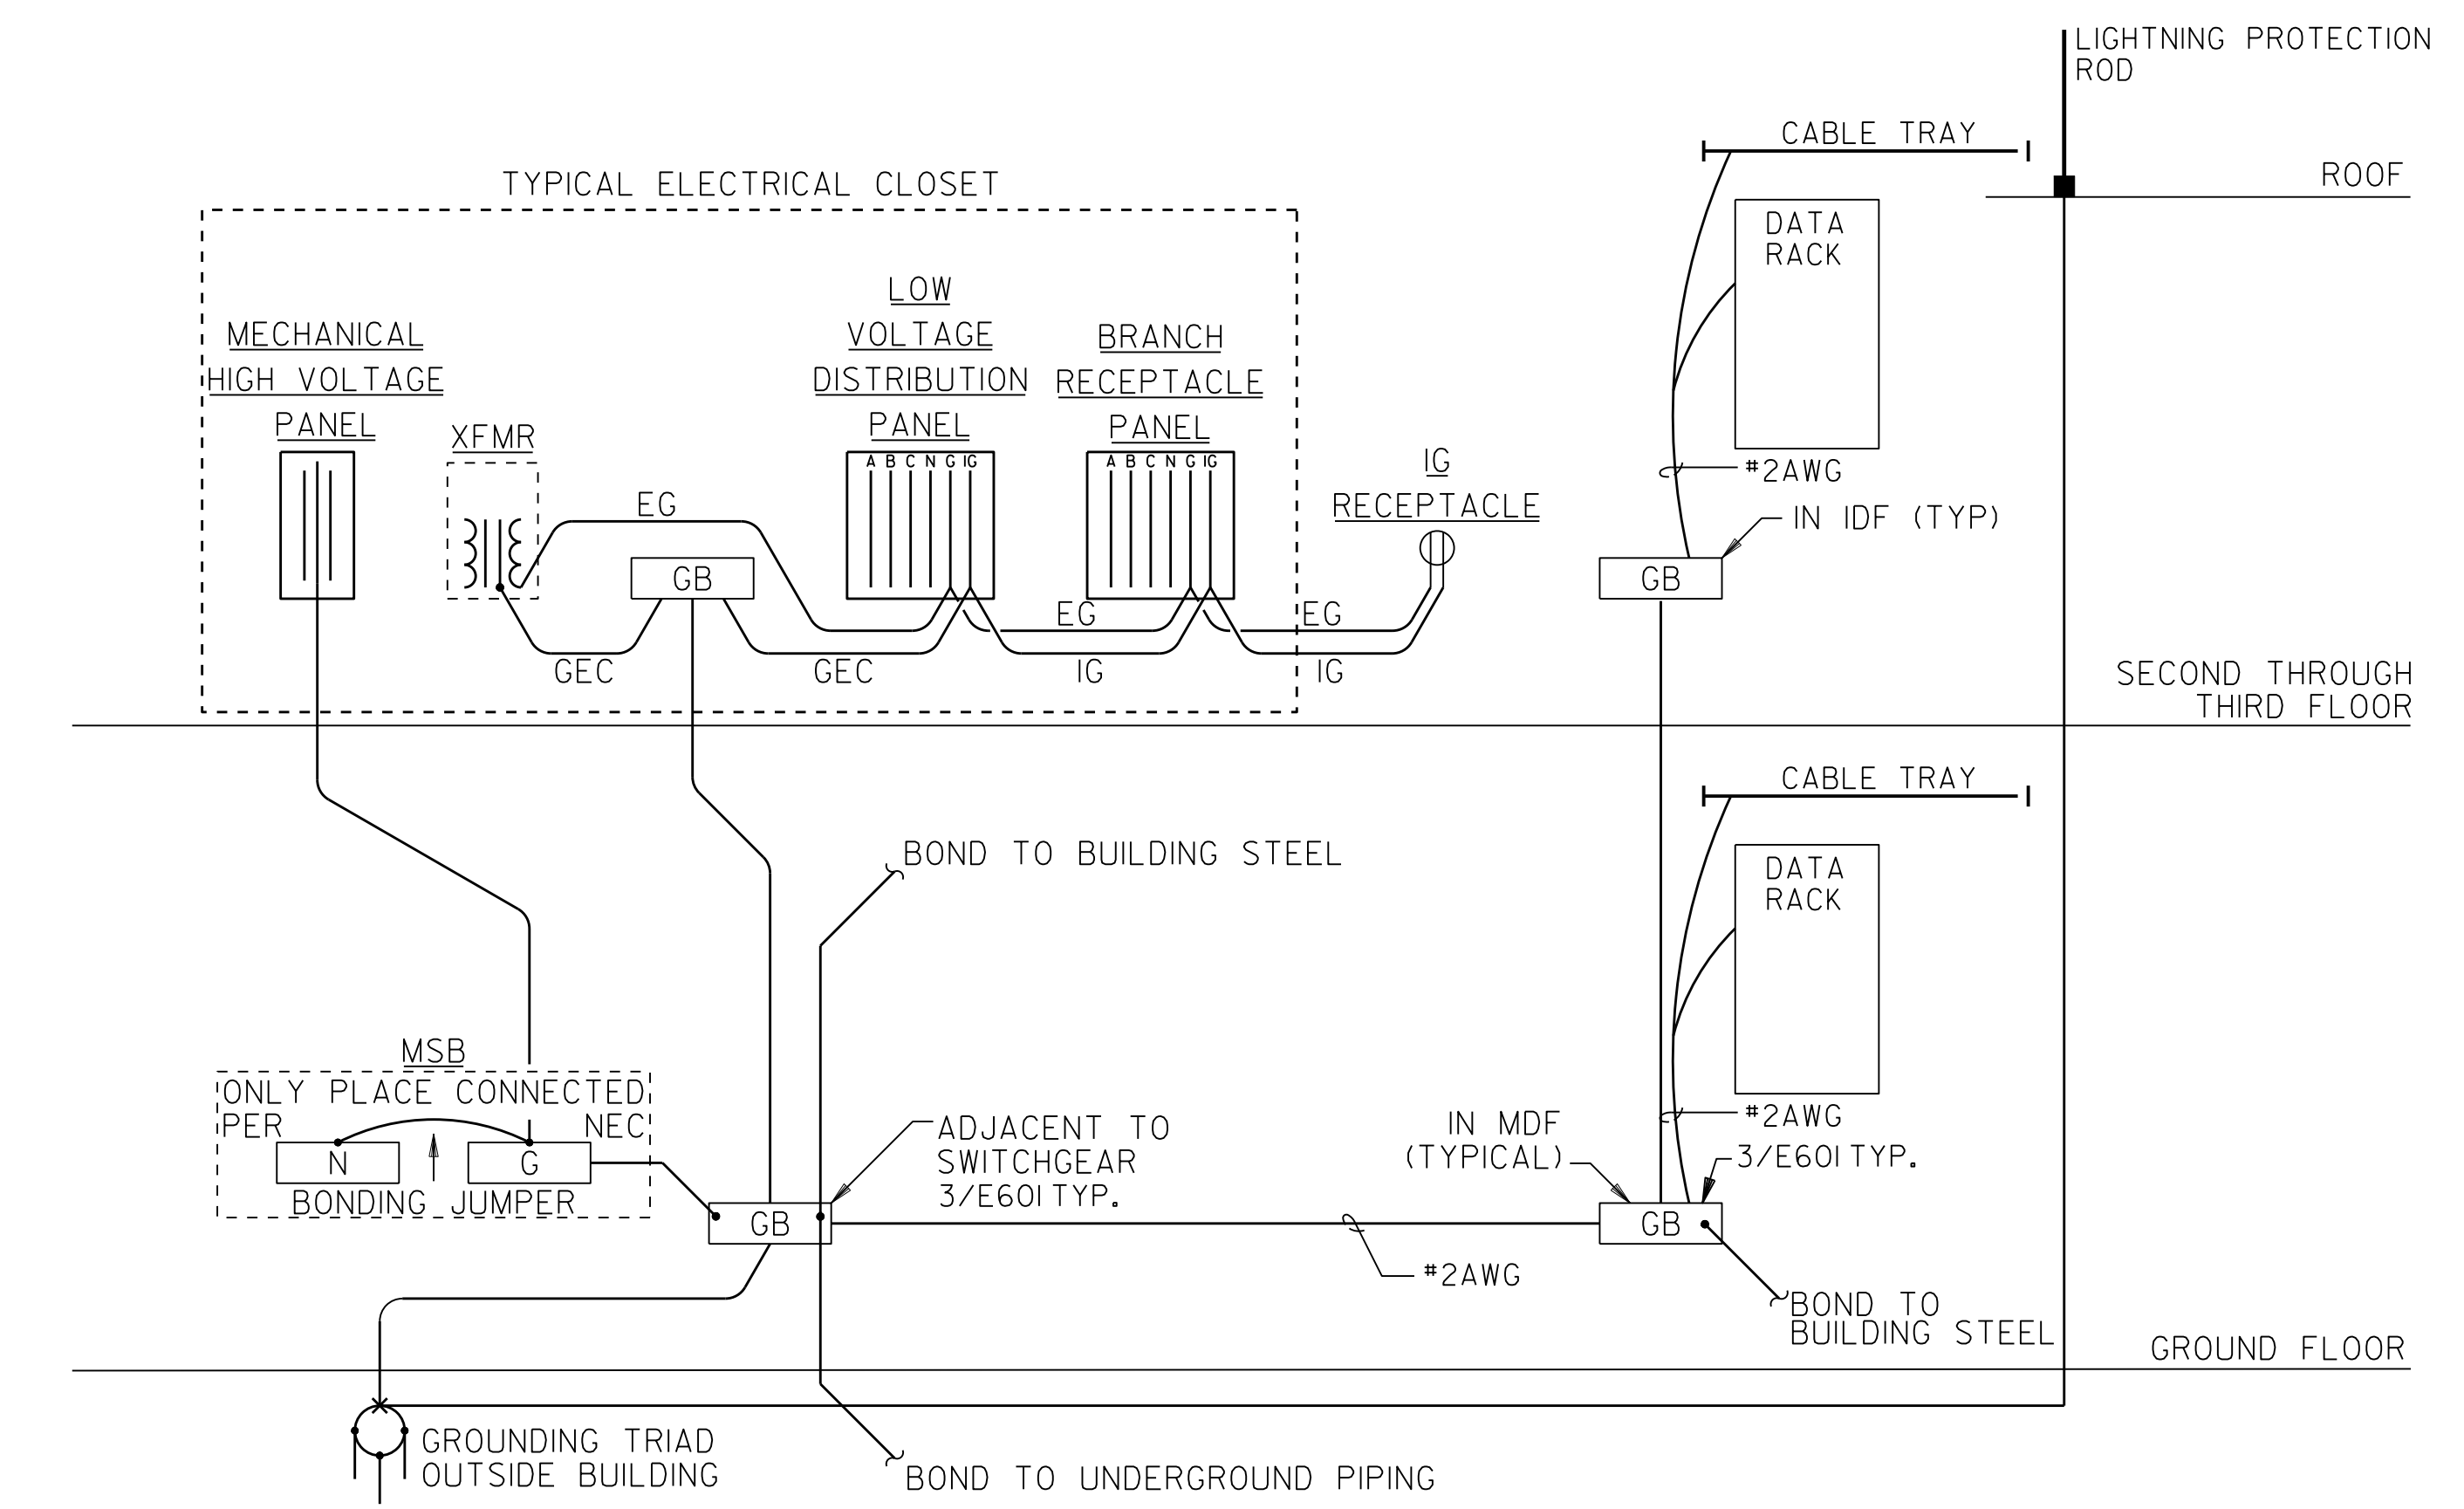 LIGHTNING PROTECTION
ROD
CABLE TRAY
ROOF
TYPICAL ELECTRICAL CLOSET
DATA
RACK
MECHANICAL
HIGH VOLTAGE
PANEL
XFMR
LOW
VOLTAGE
DISTRIBUTION
PANEL
A B C N G IG
BRANCH
RECEPTACLE
PANEL
A B C N G IG
IG
RECEPTACLE
#2AWG
IN IDF (TYP)
EG
GB
GB
EG
EG
GEC
GEC
IG
IG
SECOND THROUGH
THIRD FLOOR
CABLE TRAY
BOND TO BUILDING STEEL
DATA
RACK
MSB
ONLY PLACE CONNECTED
PER NEC
N
G
BONDING JUMPER
ADJACENT TO
SWITCHGEAR
3/E601 TYP.
GB
IN MDF
(TYPICAL)
#2AWG
3/E601 TYP.
GB
#2AWG
BOND TO
BUILDING STEEL
GROUND FLOOR
GROUNDING TRIAD
OUTSIDE BUILDING
BOND TO UNDERGROUND PIPING